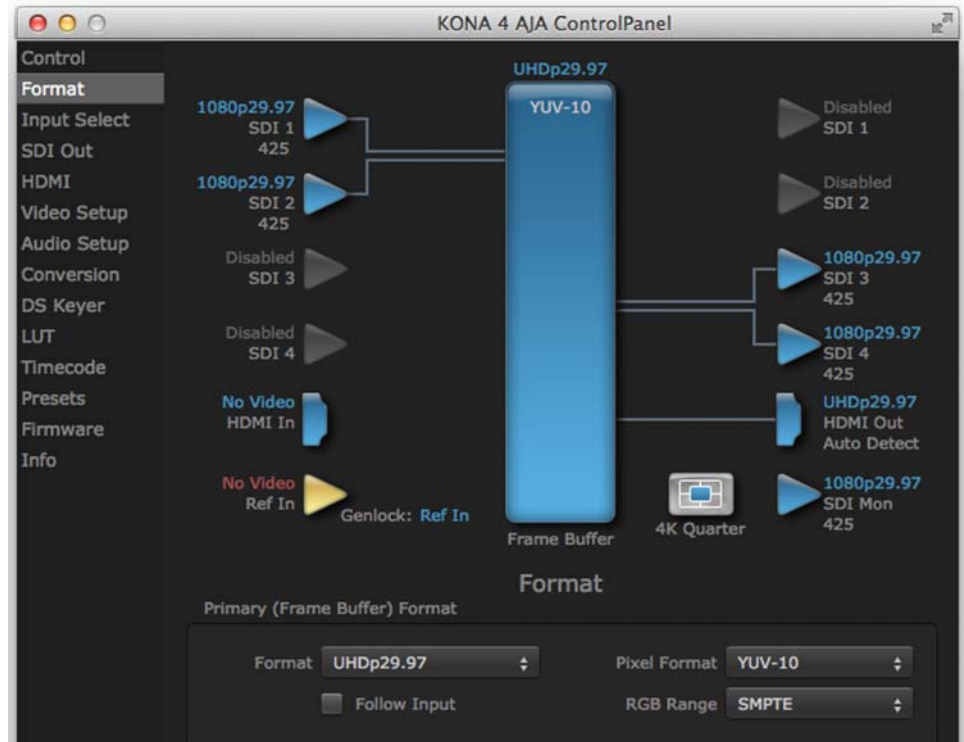 KONA 4 AJA ControlPanel
Control
Format
Input Select
SDI Out
HDMI
Video Setup
Audio Setup
Conversion
DS Keyer
LUT
Timecode
Presets
Firmware
Info
UHDp29.97
YUV-10
1080p29.97
SDI 1
425
1080p29.97
SDI 2
425
Disabled
SDI 3
Disabled
SDI 4
No Video
HDMI In
No Video
Ref In
Genlock: Ref In
Frame Buffer
4K Quarter
Disabled
SDI 1
Disabled
SDI 2
1080p29.97
SDI 3
425
1080p29.97
SDI 4
425
UHDp29.97
HDMI Out
Auto Detect
1080p29.97
SDI Mon
425
Format
Primary (Frame Buffer) Format
Format UHDp29.97
Pixel Format YUV-10
Follow Input
RGB Range SMPTE